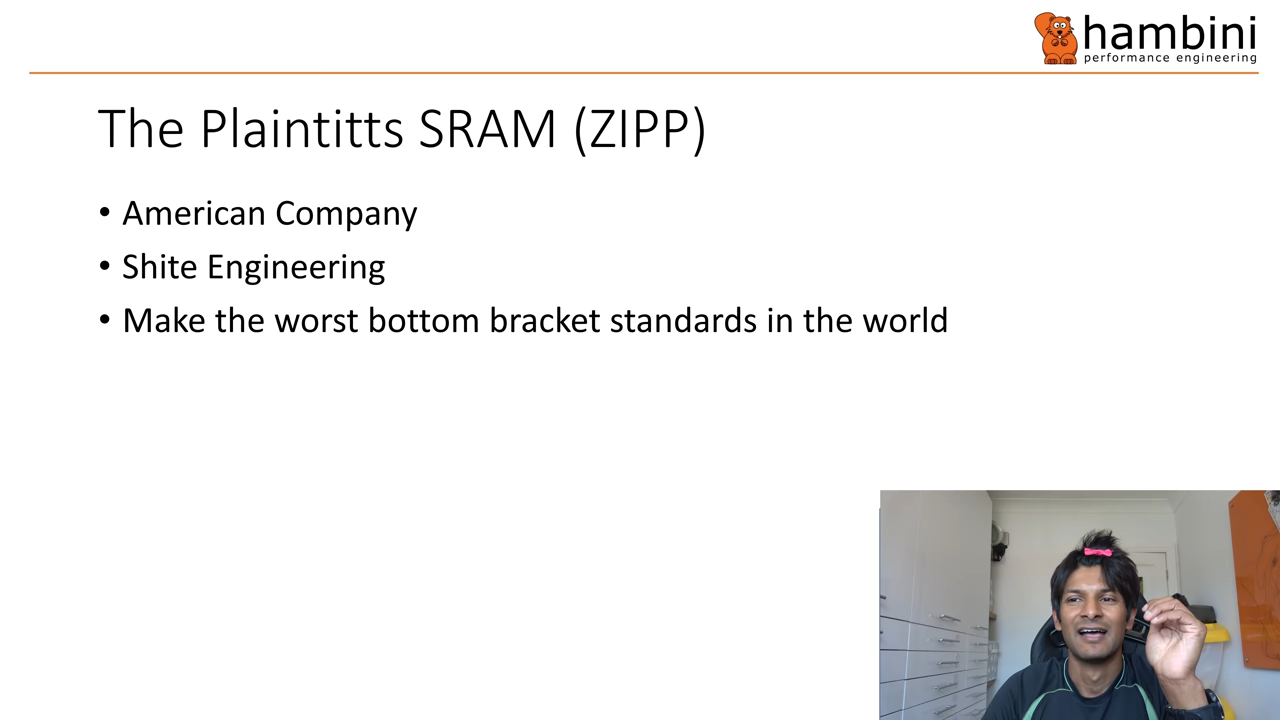 hambini
performance engineering
The Plaintitts SRAM (ZIPP)
• American Company
• Shite Engineering
• Make the worst bottom bracket standards in the world